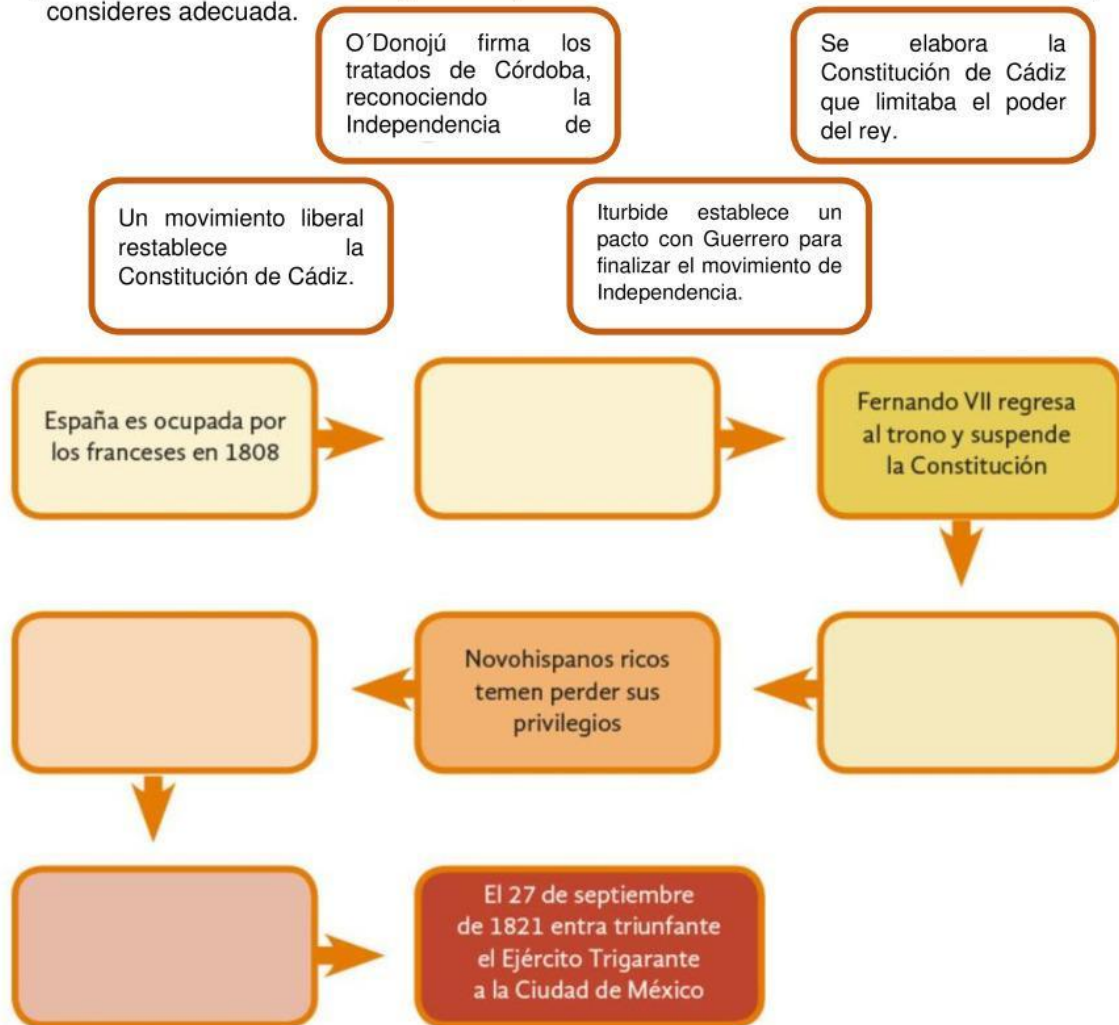 consideres adecuada.
O´Donojú firma los
tratados de Córdoba,
reconociendo la
Independencia de
Se elabora la
Constitución de Cádiz
que limitaba el poder
del rey.
Un movimiento liberal
restablece la
Constitución de Cádiz.
Iturbide establece un
pacto con Guerrero para
finalizar el movimiento de
Independencia.
España es ocupada por
los franceses en 1808
Fernando VII regresa
al trono y suspende
la Constitución
Novohispanos ricos
temen perder sus
privilegios
El 27 de septiembre
de 1821 entra triunfante
el Ejército Trigarante
a la Ciudad de México